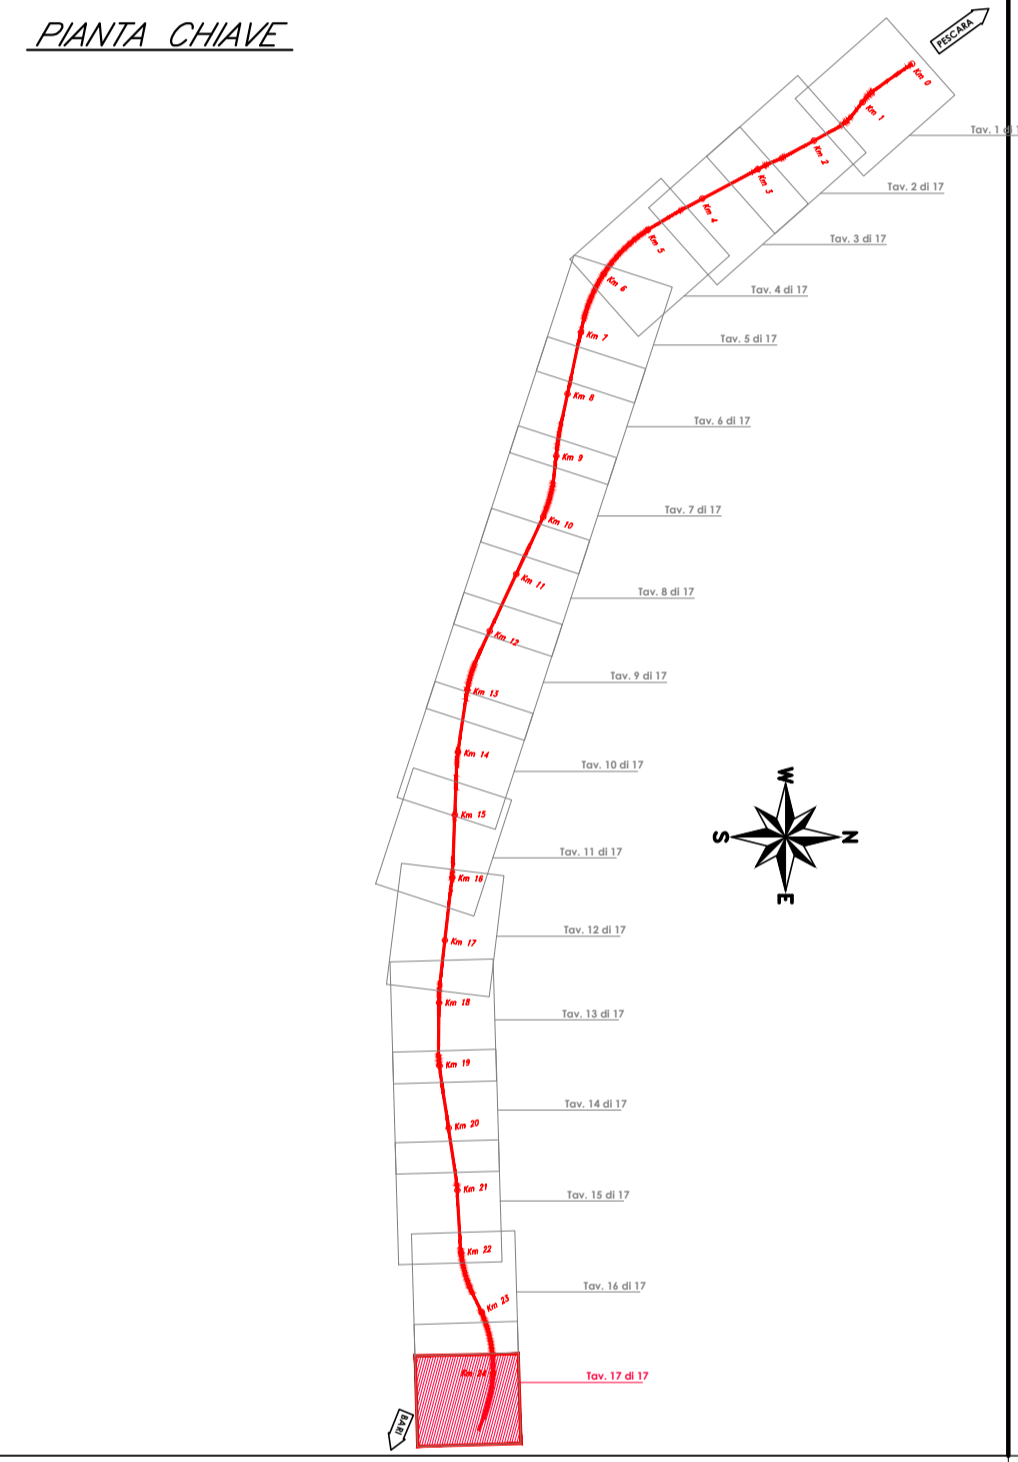 PIANTA CHIAVE
PESCARA
Km 0
Km 1
Tav. 1 di 1
Km 2
Km 3
Tav. 2 di 17
Km 4
Tav. 3 di 17
Km 5
Km 6
Tav. 4 di 17
Km 7
Tav. 5 di 17
Km 8
Tav. 6 di 17
Km 9
Tav. 7 di 17
Km 10
Km 11
Tav. 8 di 17
Km 12
Tav. 9 di 17
Km 13
Km 14
Tav. 10 di 17
W
Km 15
S
N
Tav. 11 di 17
Km 16
E
Tav. 12 di 17
Km 17
Km 18
Tav. 13 di 17
Km 19
Tav. 14 di 17
Km 20
Km 21
Tav. 15 di 17
Km 22
Tav. 16 di 17
Km 23
Km 24
Tav. 17 di 17
BARI